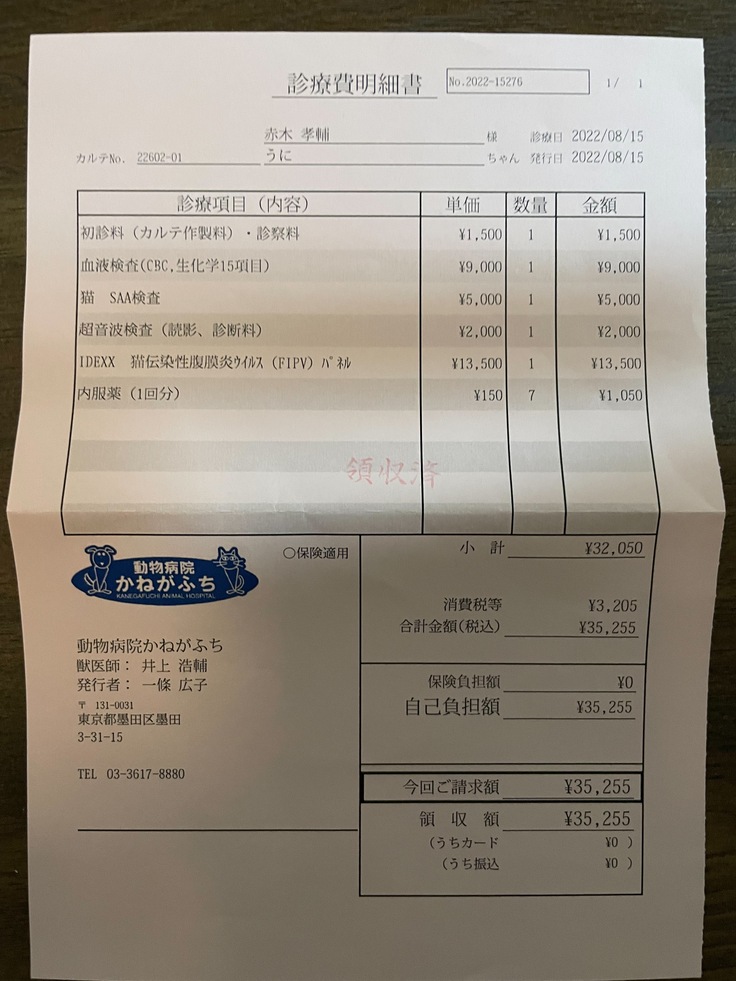 診療費明細書 No.2022-15276 1/ 1
赤木 孝輔 様 診療日 2022/08/15
カルテNo. 22602-01 うに ちゃん 発行日 2022/08/15
診療項目（内容） 単価 数量 金額
初診料（カルテ作製料）・診察料 ¥1,500 1 ¥1,500
血液検査(CBC,生化学15項目) ¥9,000 1 ¥9,000
猫 SAA検査 ¥5,000 1 ¥5,000
超音波検査（読影、診断料） ¥2,000 1 ¥2,000
IDEXX 猫伝染性腹膜炎ｳｲﾙｽ（FIPV）ﾊﾟﾈﾙ ¥13,500 1 ¥13,500
内服薬（1回分） ¥150 7 ¥1,050
領収済
動物病院
かねがふち
KANEGAFUCHI ANIMAL HOSPITAL
○保険適用
小 計 ¥32,050
消費税等 ¥3,205
合計金額(税込) ¥35,255
動物病院かねがふち
獣医師： 井上 浩輔
発行者： 一條 広子
〒 131-0031
東京都墨田区墨田
3-31-15
TEL 03-3617-8880
保険負担額 ¥0
自己負担額 ¥35,255
今回ご請求額 ¥35,255
領 収 額 ¥35,255
（うちカード ¥0 ）
（うち振込 ¥0 ）